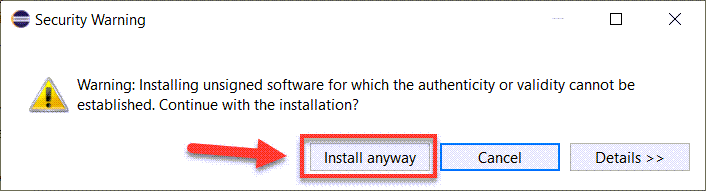 Security Warning
Warning: Installing unsigned software for which the authenticity or validity cannot be
established. Continue with the installation?
Install anyway Cancel Details >>